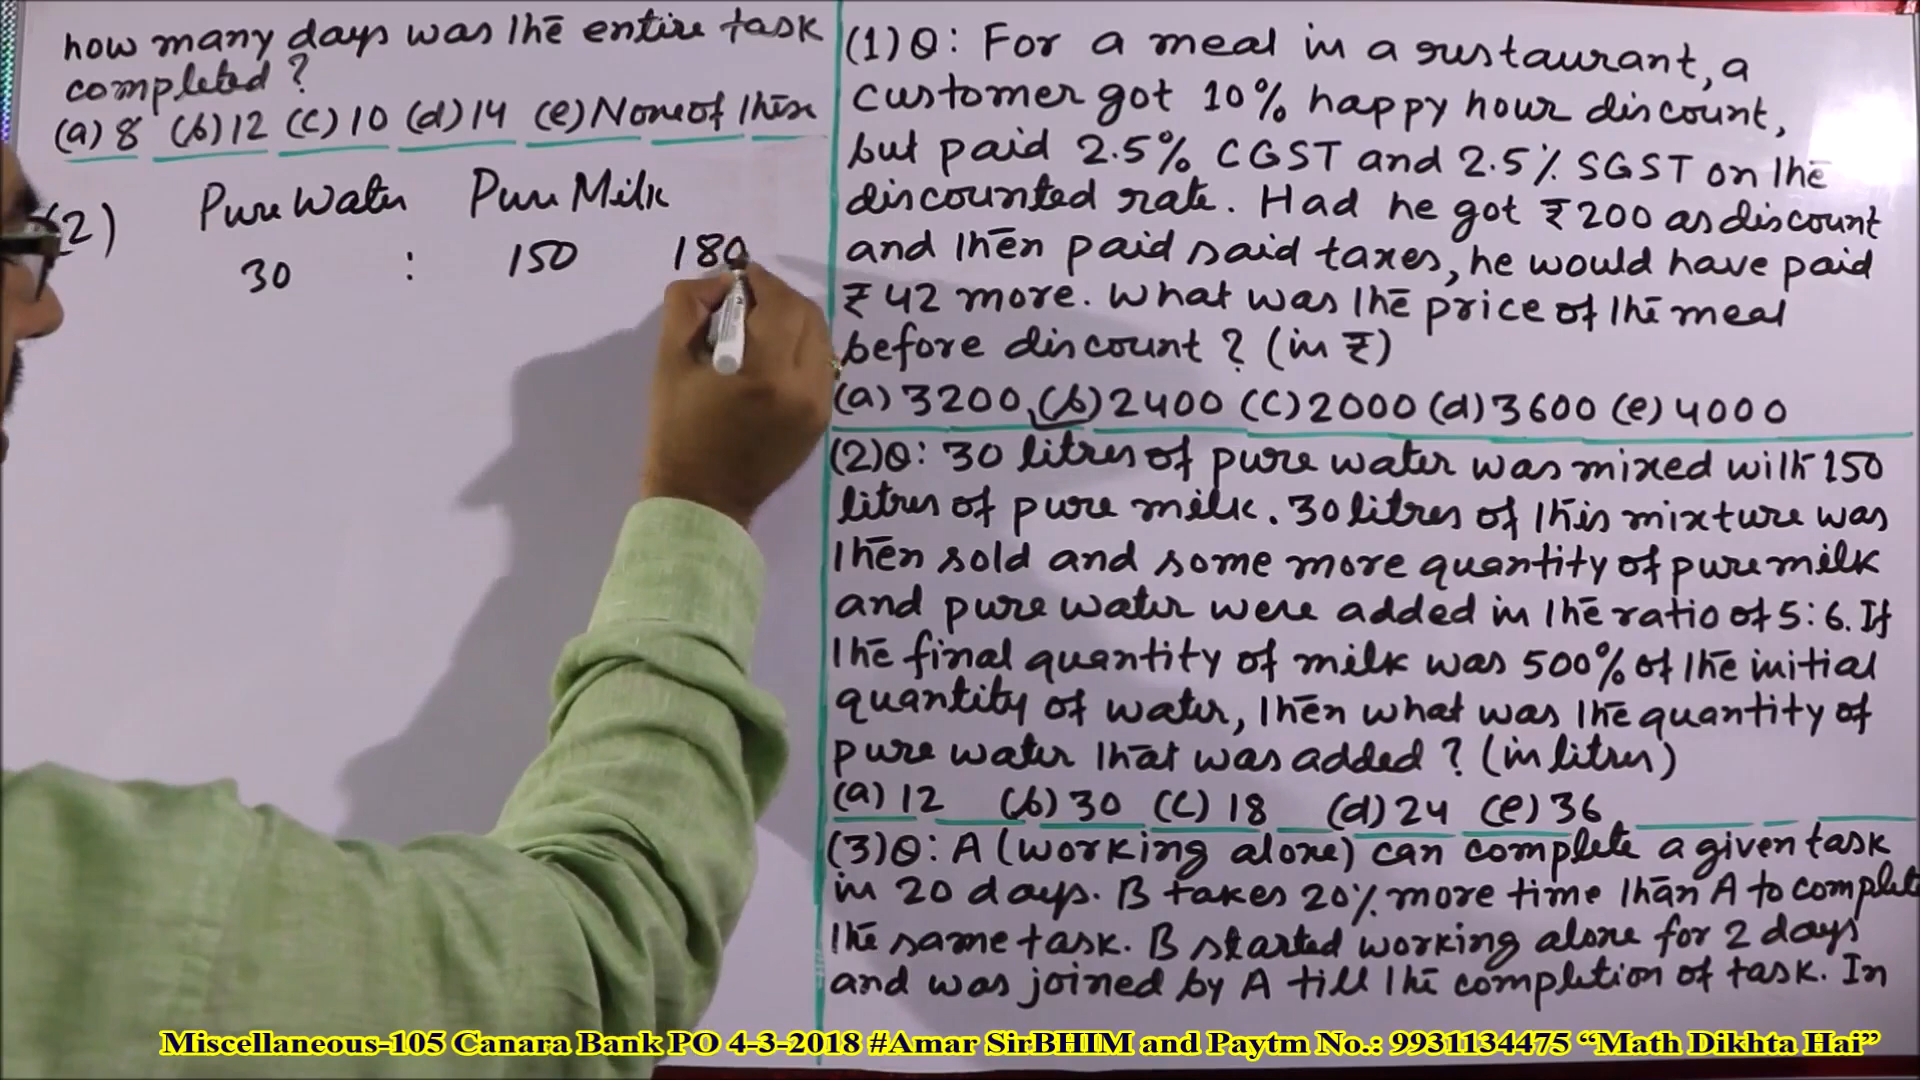 how many days was the entire task
completed?
(a) 8 (b) 12 (c) 10 (d) 14 (e) None of these
(2) Pure Water Pure Milk
30 : 150 180
(1) Q: For a meal in a restaurant, a
customer got 10% happy hour discount,
but paid 2.5% CGST and 2.5% SGST on the
discounted rate. Had he got ₹200 as discount
and then paid said taxes, he would have paid
₹42 more. What was the price of the meal
before discount? (in ₹)
(a) 3200 (b) 2400 (c) 2000 (d) 3600 (e) 4000
(2) Q: 30 litres of pure water was mixed with 150
litres of pure milk. 30 litres of this mixture was
then sold and some more quantity of pure milk
and pure water were added in the ratio of 5:6. If
the final quantity of milk was 500% of the initial
quantity of water, then what was the quantity of
pure water that was added? (in litres)
(a) 12 (b) 30 (c) 18 (d) 24 (e) 36
(3) Q: A (working alone) can complete a given task
in 20 days. B takes 20% more time than A to complete
the same task. B started working alone for 2 days
and was joined by A till the completion of task. In
Miscellaneous-105 Canara Bank PO 4-3-2018 #Amar SirBHIM and Paytm No.: 9931134475 “Math Dikhta Hai”